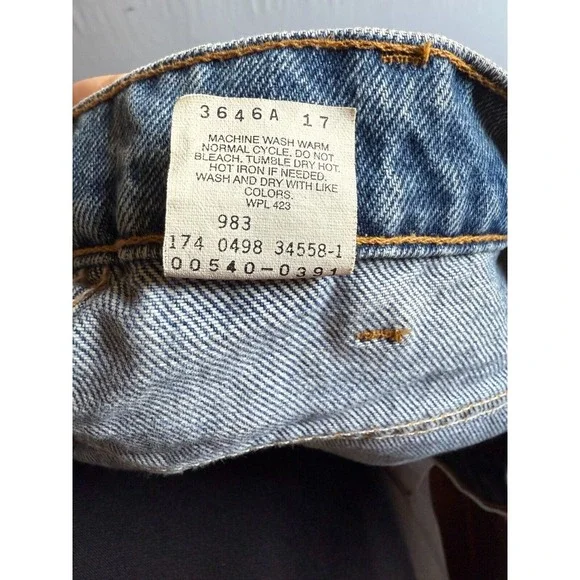 3646A 17
MACHINE WASH WARM
NORMAL CYCLE. DO NOT
BLEACH. TUMBLE DRY HOT.
HOT IRON IF NEEDED.
WASH AND DRY WITH LIKE
COLORS.
WPL 423
983
174 0498 34558-1
00540-0391